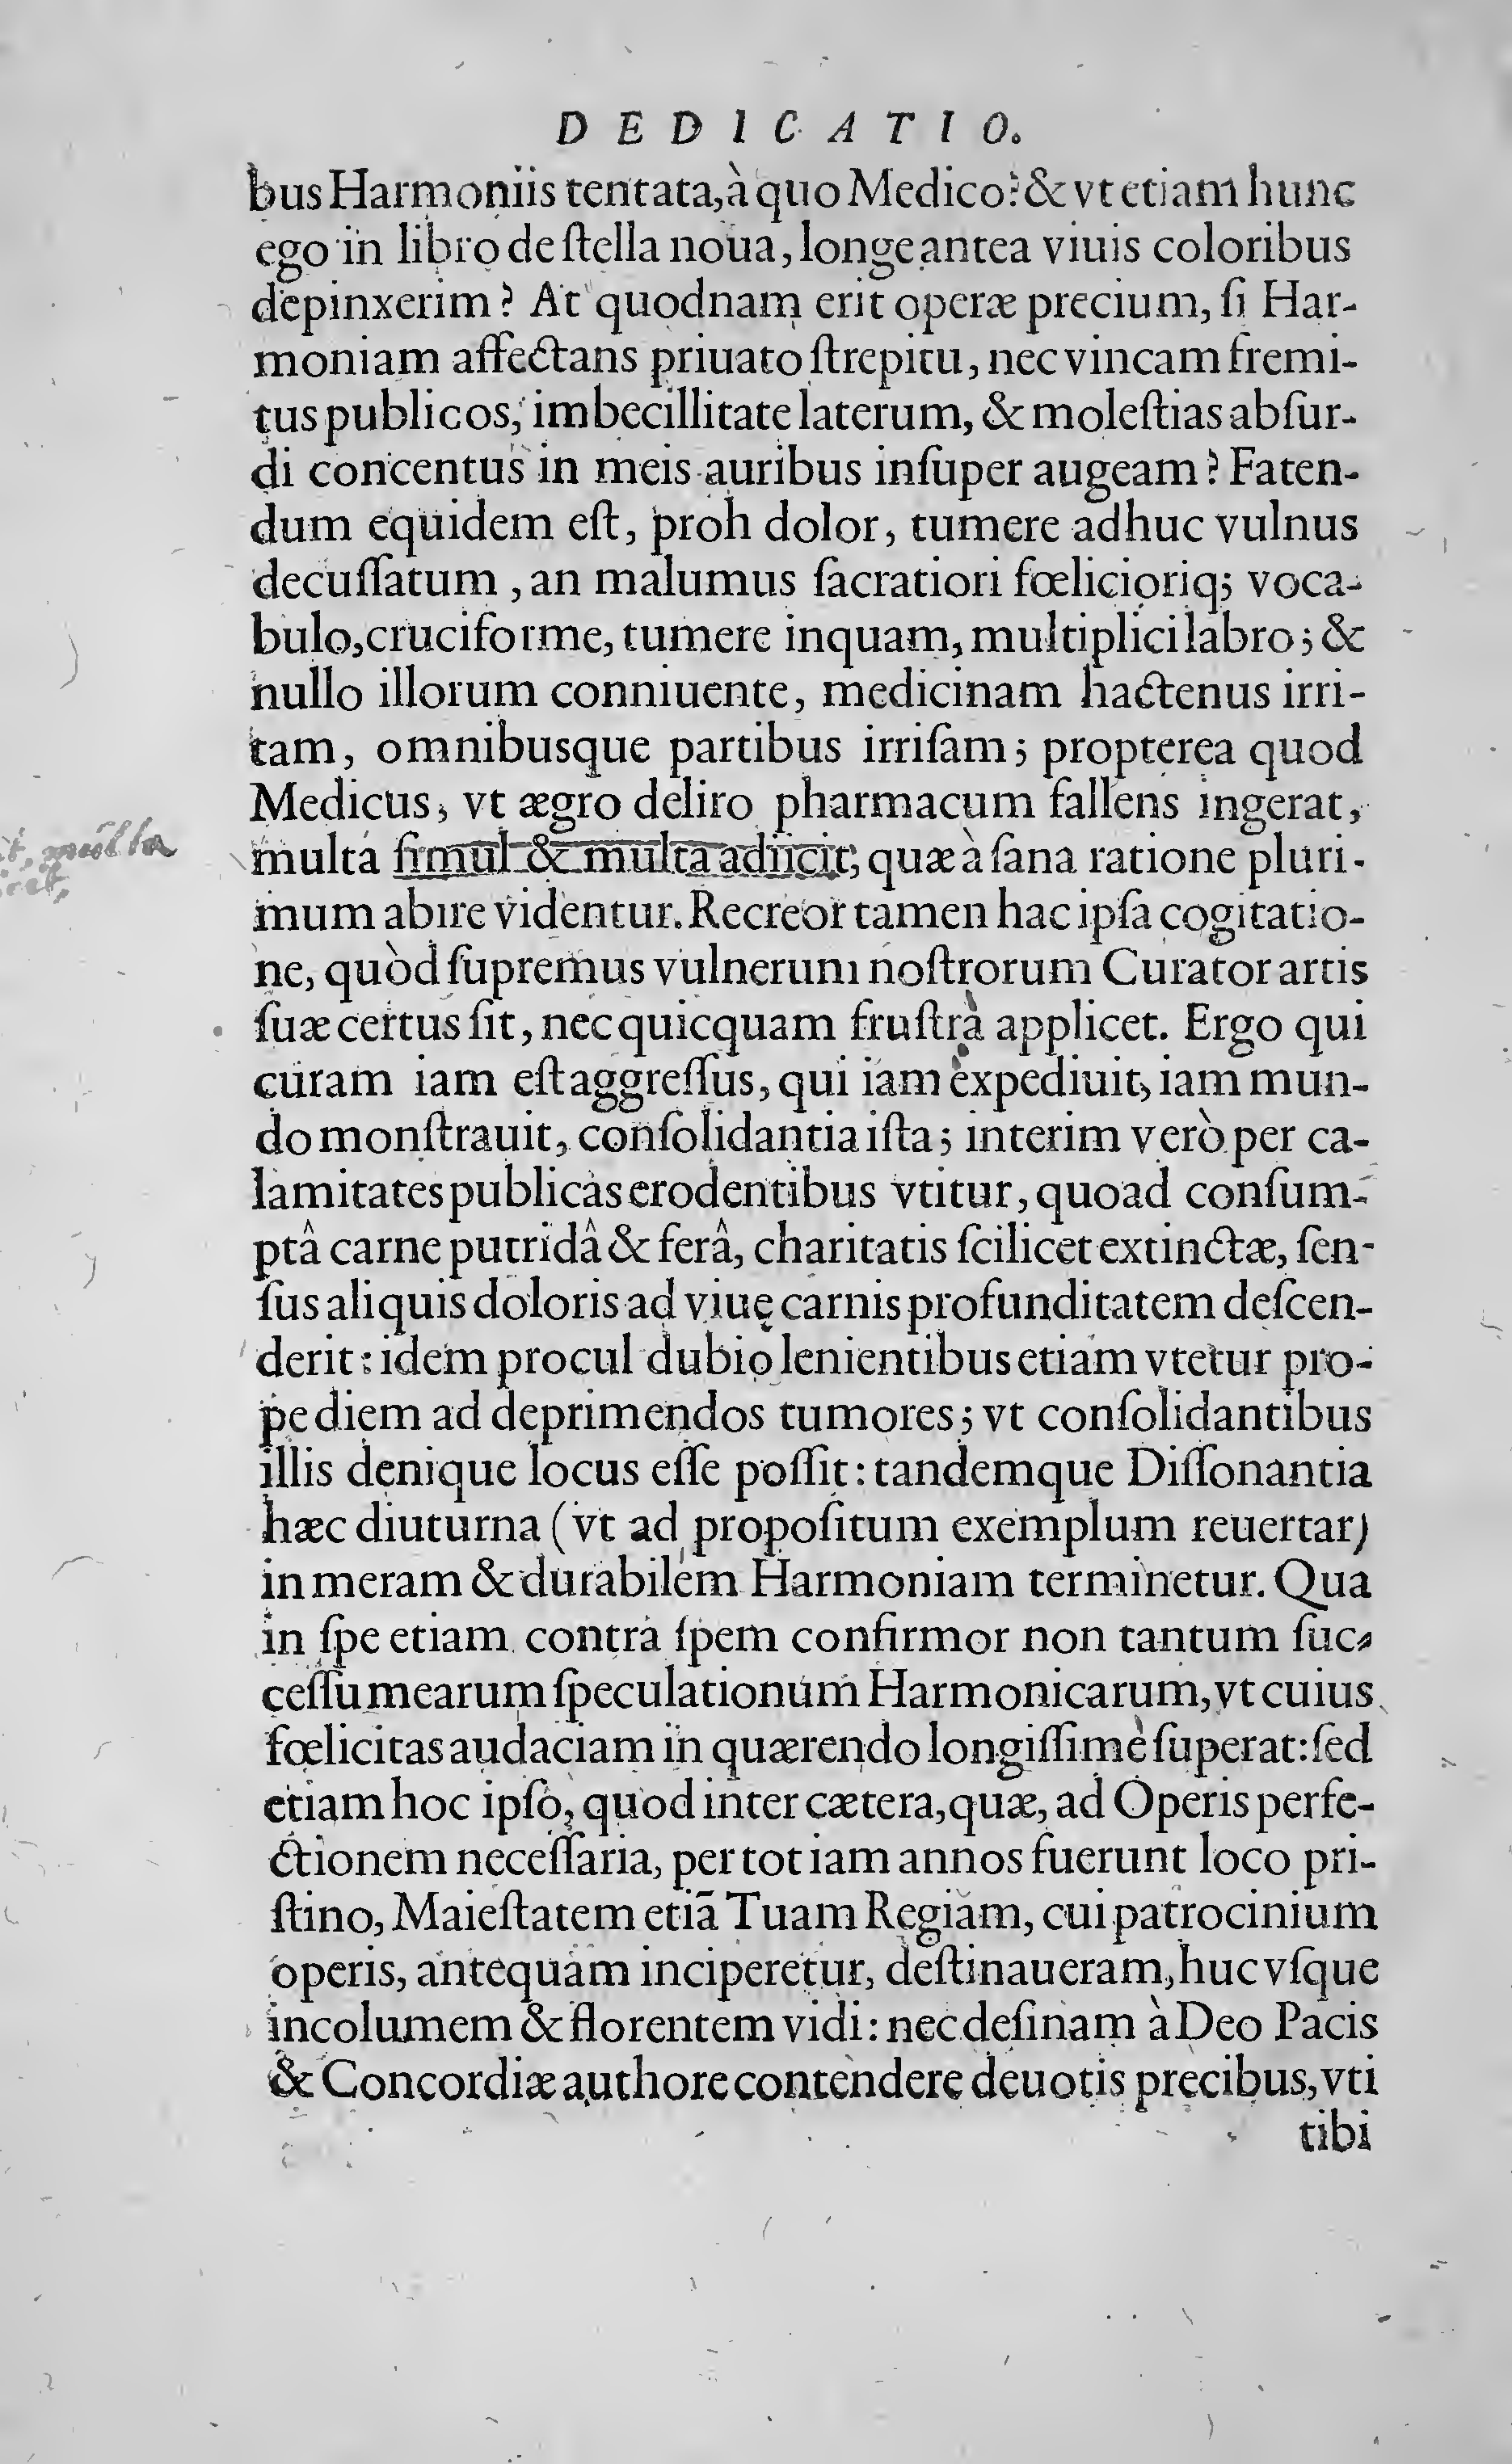 DEDICATIO.
bus Harmoniis tentata, à quo Medico? & vt etiam hunc
ego in libro de ſtella noua, longe antea viuis coloribus
depinxerim? At quodnam erit operæ precium, ſi Har-
moniam affectans priuato ſtrepitu, nec vincam fremi-
tus publicos, imbecillitate laterum, & moleſtias abſur-
di concentus in meis auribus inſuper augeam? Faten-
dum equidem eſt, proh dolor, tumere adhuc vulnus
decuſſatum, an malumus ſacratiori fœlicioriq; voca-
bulo, cruciforme, tumere inquam, multiplici labro; &
nullo illorum conniuente, medicinam hactenus irri-
tam, omnibusque partibus irriſam; propterea quod
Medicus, vt ægro deliro pharmacum fallens ingerat,
multa ſimul & multa adiicit; quæ à ſana ratione pluri-
mum abire videntur. Recreor tamen hac ipſa cogitatio-
ne, quòd ſupremus vulnerum noſtrorum Curator artis
ſuæ certus ſit, nec quicquam fruſtrà applicet. Ergo qui
curam iam eſt aggreſſus, qui iam expediuit, iam mun-
do monſtrauit, conſolidantia iſta; interim verò per ca-
lamitates publicas erodentibus vtitur, quoad conſum-
ptâ carne putridâ & ferâ, charitatis ſcilicet extinctæ, ſen-
ſus aliquis doloris ad viuę carnis profunditatem deſcen-
derit: idem procul dubio lenientibus etiam vtetur pro-
pediem ad deprimendos tumores; vt conſolidantibus
illis denique locus eſſe poſſit: tandemque Diſſonantia
hæc diuturna (vt ad propoſitum exemplum reuertar)
in meram & durabilem Harmoniam terminetur. Qua
in ſpe etiam contra ſpem confirmor non tantum ſuc-
ceſſu mearum ſpeculationum Harmonicarum, vt cuius
fœlicitas audaciam in quærendo longiſſimè ſuperat: ſed
etiam hoc ipſo, quod inter cætera, quæ, ad Operis perfe-
ctionem neceſſaria, per tot iam annos fuerunt loco pri-
ſtino, Maieſtatem etiā Tuam Regiam, cui patrocinium
operis, antequam inciperetur, deſtinaueram, huc vſque
incolumem & florentem vidi: nec deſinam à Deo Pacis
& Concordiæ authore contendere deuotis precibus, vti
tibi
multa